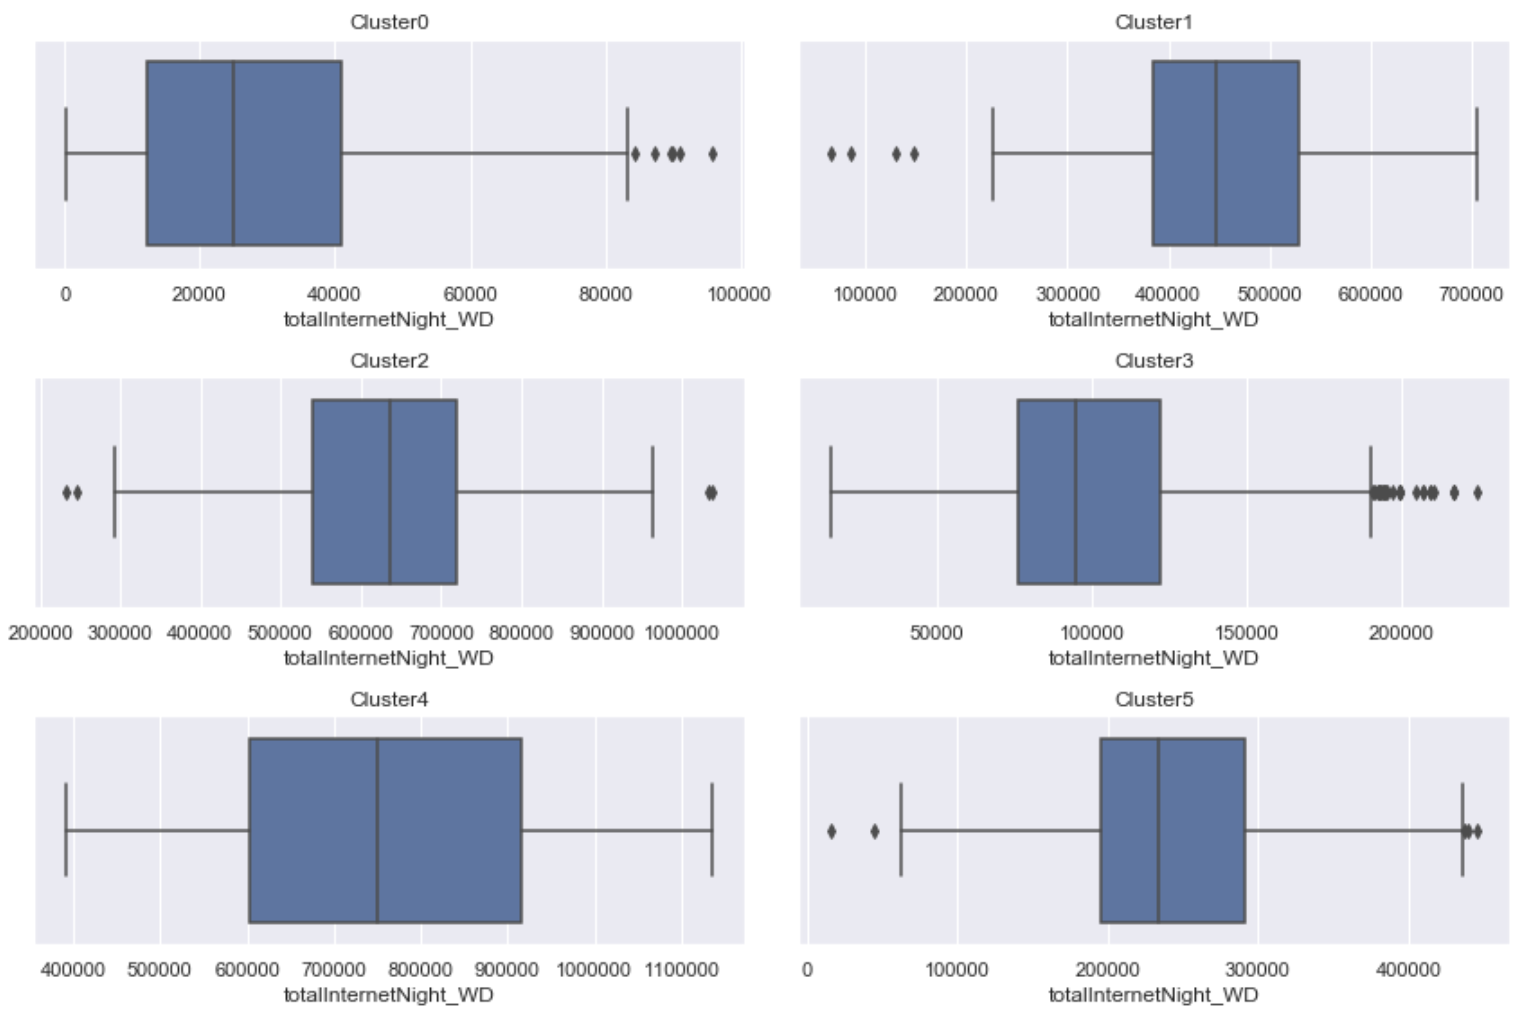 Cluster0
0 20000 40000 60000 80000 100000
totalInternetNight_WD
Cluster1
100000 200000 300000 400000 500000 600000 700000
totalInternetNight_WD
Cluster2
200000 300000 400000 500000 600000 700000 800000 900000 1000000
totalInternetNight_WD
Cluster3
50000 100000 150000 200000
totalInternetNight_WD
Cluster4
400000 500000 600000 700000 800000 900000 1000000 1100000
totalInternetNight_WD
Cluster5
0 100000 200000 300000 400000
totalInternetNight_WD